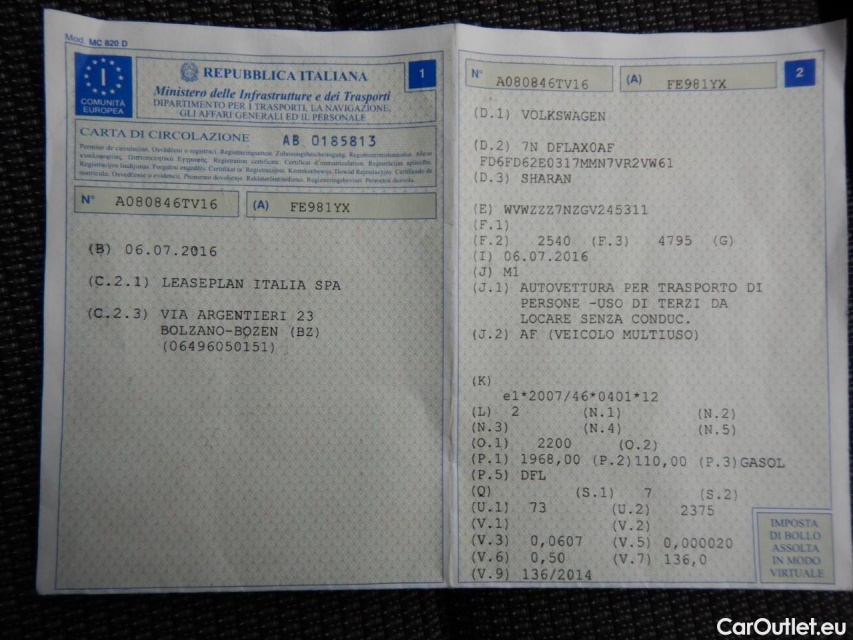 Mod. MC 820 D
I
COMUNITÀ
EUROPEA
REPUBBLICA ITALIANA
1
Ministero delle Infrastrutture e dei Trasporti
DIPARTIMENTO PER I TRASPORTI, LA NAVIGAZIONE,
GLI AFFARI GENERALI ED IL PERSONALE
CARTA DI CIRCOLAZIONE
AB 0185813
N° A080846TV16 (A) FE981YX
(B) 06.07.2016
(C.2.1) LEASEPLAN ITALIA SPA
(C.2.3) VIA ARGENTIERI 23
BOLZANO-BOZEN (BZ)
(06496050151)
N° A080846TV16 (A) FE981YX 2
(D.1) VOLKSWAGEN
(D.2) 7N DFLAX0AF
FD6FD62E0317MMN7VR2VW61
(D.3) SHARAN
(E) WVWZZZ7NZGV245311
(F.1)
(F.2) 2540 (F.3) 4795 (G)
(I) 06.07.2016
(J) M1
(J.1) AUTOVETTURA PER TRASPORTO DI
PERSONE -USO DI TERZI DA
LOCARE SENZA CONDUC.
(J.2) AF (VEICOLO MULTIUSO)
(K)
e1*2007/46*0401*12
(L) 2 (N.1) (N.2)
(N.3) (N.4) (N.5)
(O.1) 2200 (O.2)
(P.1) 1968,00 (P.2)110,00 (P.3)GASOL
(P.5) DFL
(Q) (S.1) 7 (S.2)
(U.1) 73 (U.2) 2375
(V.1) (V.2)
(V.3) 0,0607 (V.5) 0,000020
(V.6) 0,50 (V.7) 136,0
(V.9) 136/2014
IMPOSTA
DI BOLLO
ASSOLTA
IN MODO
VIRTUALE
CarOutlet.eu